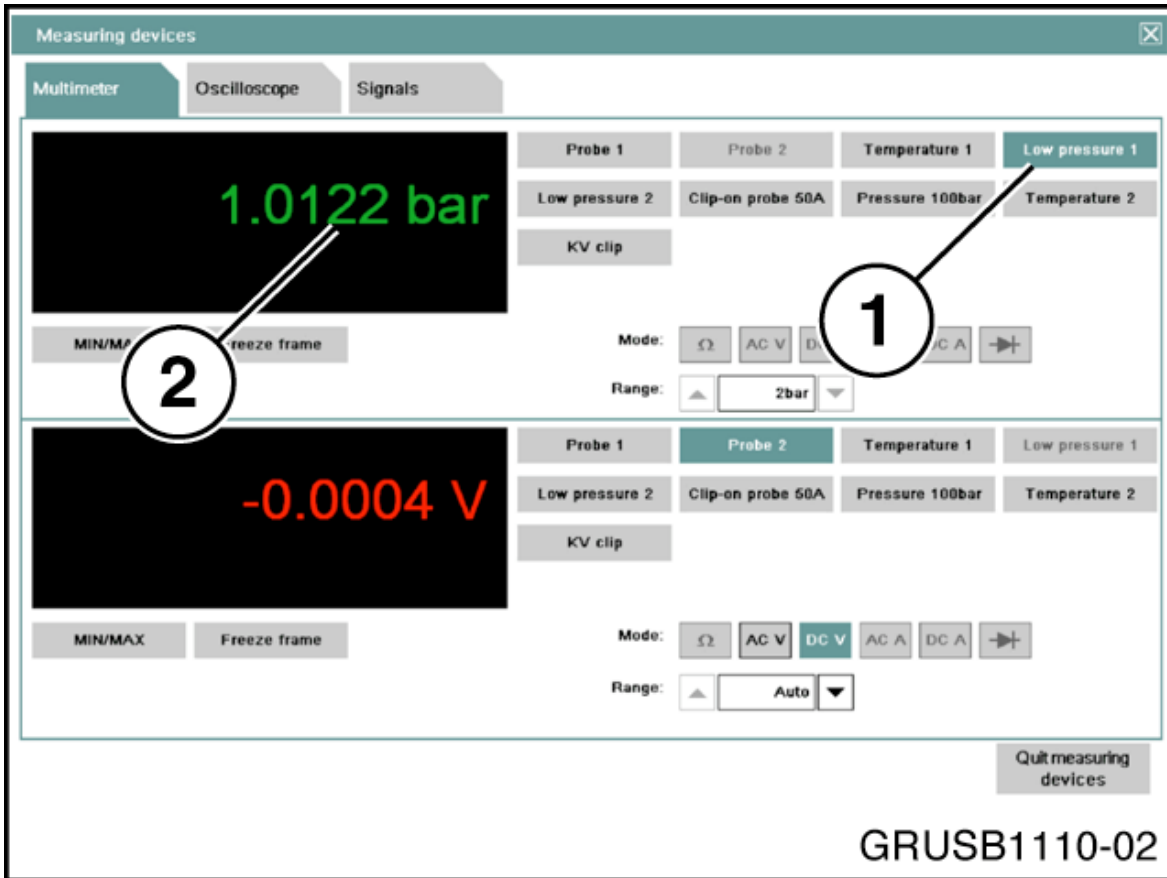 Measuring devices
Multimeter Oscilloscope Signals
1.0122 bar
Probe 1 Probe 2 Temperature 1 Low pressure 1
Low pressure 2 Clip-on probe 50A Pressure 100bar Temperature 2
KV clip
1
2
MIN/MA reeze frame
Mode: Ω AC V D C A
Range: 2bar
-0.0004 V
Probe 1 Probe 2 Temperature 1 Low pressure 1
Low pressure 2 Clip-on probe 50A Pressure 100bar Temperature 2
KV clip
MIN/MAX Freeze frame
Mode: Ω AC V DC V AC A DC A
Range: Auto
Quit measuring
devices
GRUSB1110-02